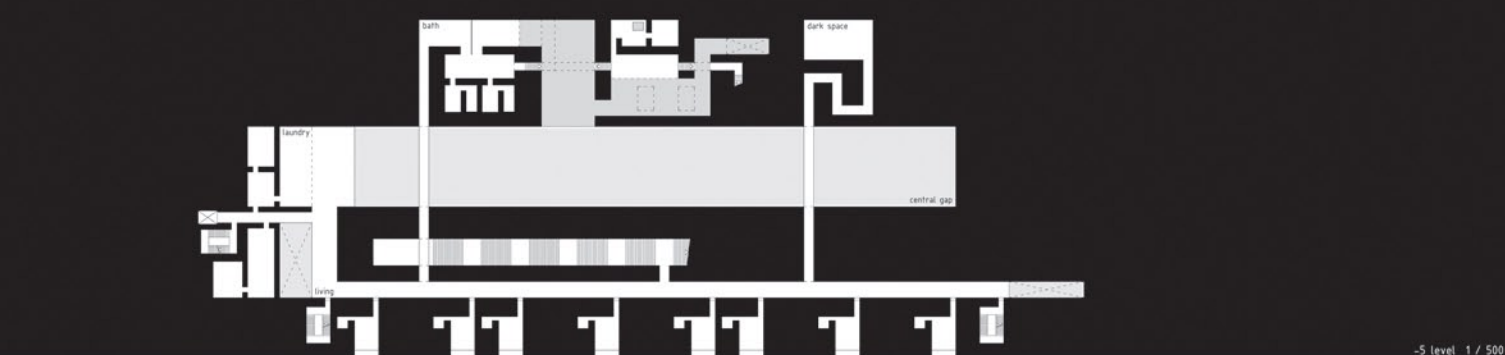 bath
dark space
laundry
central gap
living
-5 level 1 / 500